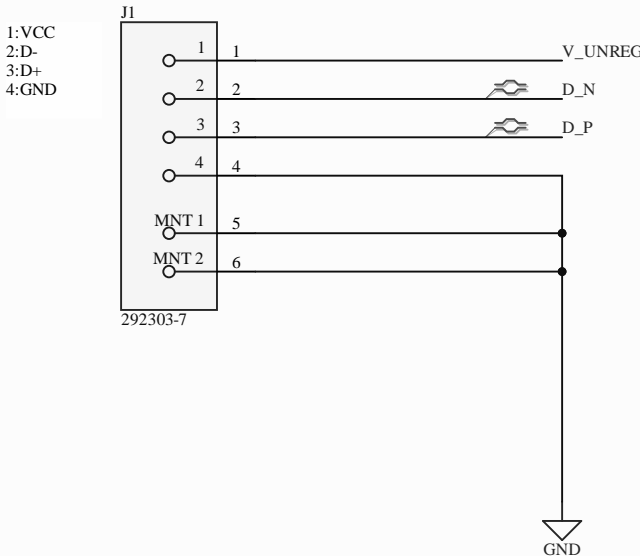 J1
1:VCC
2:D-
3:D+
4:GND
1 1 V_UNREG
2 2 D_N
3 3 D_P
4 4
MNT 1 5
MNT 2 6
292303-7
GND